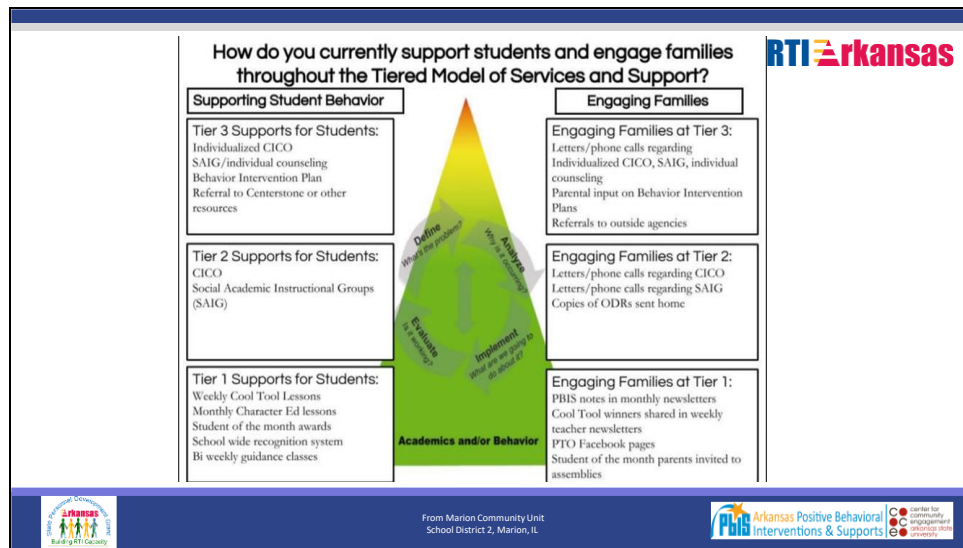 How do you currently support students and engage families
throughout the Tiered Model of Services and Support?
RTI Arkansas
Supporting Student Behavior
Engaging Families
Tier 3 Supports for Students:
Individualized CICO
SAIG/individual counseling
Behavior Intervention Plan
Referral to Centerstone or other
resources
Engaging Families at Tier 3:
Letters/phone calls regarding
Individualized CICO, SAIG, individual
counseling
Parental input on Behavior Intervention
Plans
Referrals to outside agencies
Define
What's the problem?
Analyze
Why is it occurring?
Tier 2 Supports for Students:
CICO
Social Academic Instructional Groups
(SAIG)
Engaging Families at Tier 2:
Letters/phone calls regarding CICO
Letters/phone calls regarding SAIG
Copies of ODRs sent home
Evaluate
Is it working?
Implement
What are we going to
do about it?
Tier 1 Supports for Students:
Weekly Cool Tool Lessons
Monthly Character Ed lessons
Student of the month awards
School wide recognition system
Bi weekly guidance classes
Academics and/or Behavior
Engaging Families at Tier 1:
PBIS notes in monthly newsletters
Cool Tool winners shared in weekly
teacher newsletters
PTO Facebook pages
Student of the month parents invited to
assemblies
State Personnel Development Grant
Arkansas
Building RTI Capacity
From Marion Community Unit
School District 2, Marion, IL
PBIS
Arkansas Positive Behavioral
Interventions & Supports
center for
community
engagement
arkansas state
university